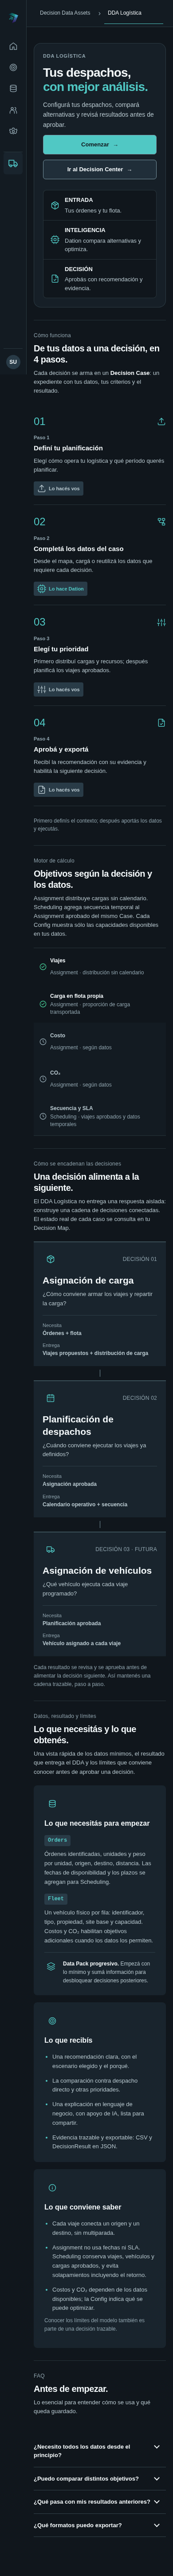 Decision Data Assets › DDA Logística
DDA LOGÍSTICA
Tus despachos,
con mejor análisis.
Configurá tus despachos, compará
alternativas y revisá resultados antes de
aprobar.
Comenzar →
Ir al Decision Center →
ENTRADA
Tus órdenes y tu flota.
INTELIGENCIA
Dation compara alternativas y
optimiza.
DECISIÓN
Aprobás con recomendación y
evidencia.
SU
Cómo funciona
De tus datos a una decisión, en
4 pasos.
Cada decisión se arma en un Decision Case: un
expediente con tus datos, tus criterios y el
resultado.
01
Paso 1
Definí tu planificación
Elegí cómo opera tu logística y qué período querés
planificar.
Lo hacés vos
02
Paso 2
Completá los datos del caso
Desde el mapa, cargá o reutilizá los datos que
requiere cada decisión.
Lo hace Dation
03
Paso 3
Elegí tu prioridad
Primero distribuí cargas y recursos; después
planificá los viajes aprobados.
Lo hacés vos
04
Paso 4
Aprobá y exportá
Recibí la recomendación con su evidencia y
habilitá la siguiente decisión.
Lo hacés vos
Primero definís el contexto; después aportás los datos
y ejecutás.
Motor de cálculo
Objetivos según la decisión y
los datos.
Assignment distribuye cargas sin calendario.
Scheduling agrega secuencia temporal al
Assignment aprobado del mismo Case. Cada
Config muestra sólo las capacidades disponibles
en tus datos.
Viajes
Assignment · distribución sin calendario
Carga en flota propia
Assignment · proporción de carga
transportada
Costo
Assignment · según datos
CO₂
Assignment · según datos
Secuencia y SLA
Scheduling · viajes aprobados y datos
temporales
Cómo se encadenan las decisiones
Una decisión alimenta a la
siguiente.
El DDA Logística no entrega una respuesta aislada:
construye una cadena de decisiones conectadas.
El estado real de cada caso se consulta en tu
Decision Map.
DECISIÓN 01
Asignación de carga
¿Cómo conviene armar los viajes y repartir
la carga?
Necesita
Órdenes + flota
Entrega
Viajes propuestos + distribución de carga
DECISIÓN 02
Planificación de
despachos
¿Cuándo conviene ejecutar los viajes ya
definidos?
Necesita
Asignación aprobada
Entrega
Calendario operativo + secuencia
DECISIÓN 03 · FUTURA
Asignación de vehículos
¿Qué vehículo ejecuta cada viaje
programado?
Necesita
Planificación aprobada
Entrega
Vehículo asignado a cada viaje
Cada resultado se revisa y se aprueba antes de
alimentar la decisión siguiente. Así mantenés una
cadena trazable, paso a paso.
Datos, resultado y límites
Lo que necesitás y lo que
obtenés.
Una vista rápida de los datos mínimos, el resultado
que entrega el DDA y los límites que conviene
conocer antes de aprobar una decisión.
Lo que necesitás para empezar
Orders
Órdenes identificadas, unidades y peso
por unidad, origen, destino, distancia. Las
fechas de disponibilidad y los plazos se
agregan para Scheduling.
Fleet
Un vehículo físico por fila: identificador,
tipo, propiedad, site base y capacidad.
Costos y CO₂ habilitan objetivos
adicionales cuando los datos los permiten.
Data Pack progresivo. Empezá con
lo mínimo y sumá información para
desbloquear decisiones posteriores.
Lo que recibís
Una recomendación clara, con el
escenario elegido y el porqué.
La comparación contra despacho
directo y otras prioridades.
Una explicación en lenguaje de
negocio, con apoyo de IA, lista para
compartir.
Evidencia trazable y exportable: CSV y
DecisionResult en JSON.
Lo que conviene saber
Cada viaje conecta un origen y un
destino, sin multiparada.
Assignment no usa fechas ni SLA.
Scheduling conserva viajes, vehículos y
cargas aprobados, y evita
solapamientos incluyendo el retorno.
Costos y CO₂ dependen de los datos
disponibles; la Config indica qué se
puede optimizar.
Conocer los límites del modelo también es
parte de una decisión trazable.
FAQ
Antes de empezar.
Lo esencial para entender cómo se usa y qué
queda guardado.
¿Necesito todos los datos desde el
principio?
¿Puedo comparar distintos objetivos?
¿Qué pasa con mis resultados anteriores?
¿Qué formatos puedo exportar?